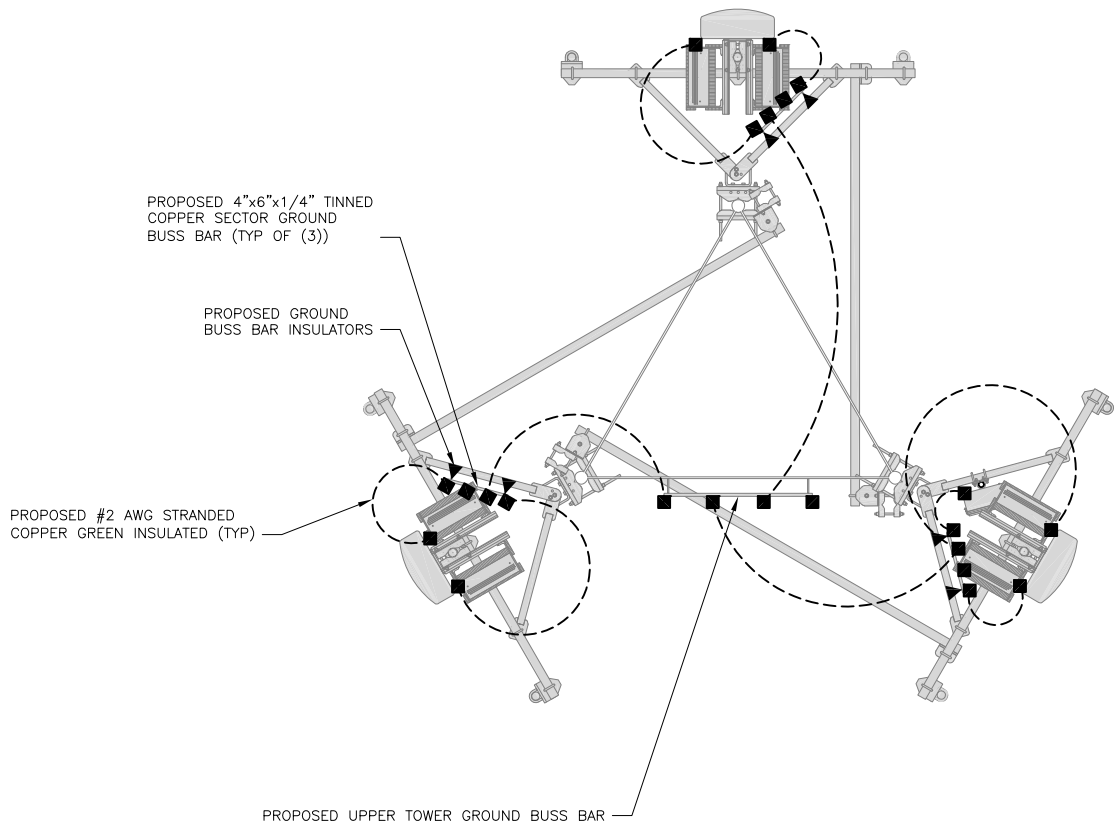 PROPOSED 4”x6”x1/4” TINNED
COPPER SECTOR GROUND
BUSS BAR (TYP OF (3))
PROPOSED GROUND
BUSS BAR INSULATORS
PROPOSED #2 AWG STRANDED
COPPER GREEN INSULATED (TYP)
PROPOSED UPPER TOWER GROUND BUSS BAR